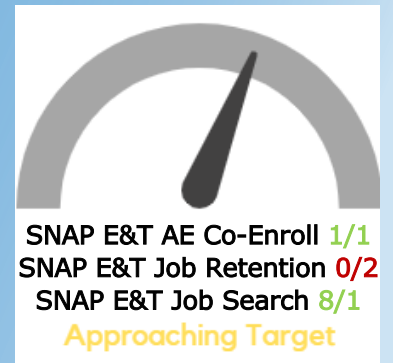 SNAP E&T AE Co-Enroll 1/1
SNAP E&T Job Retention 0/2
SNAP E&T Job Search 8/1
Approaching Target